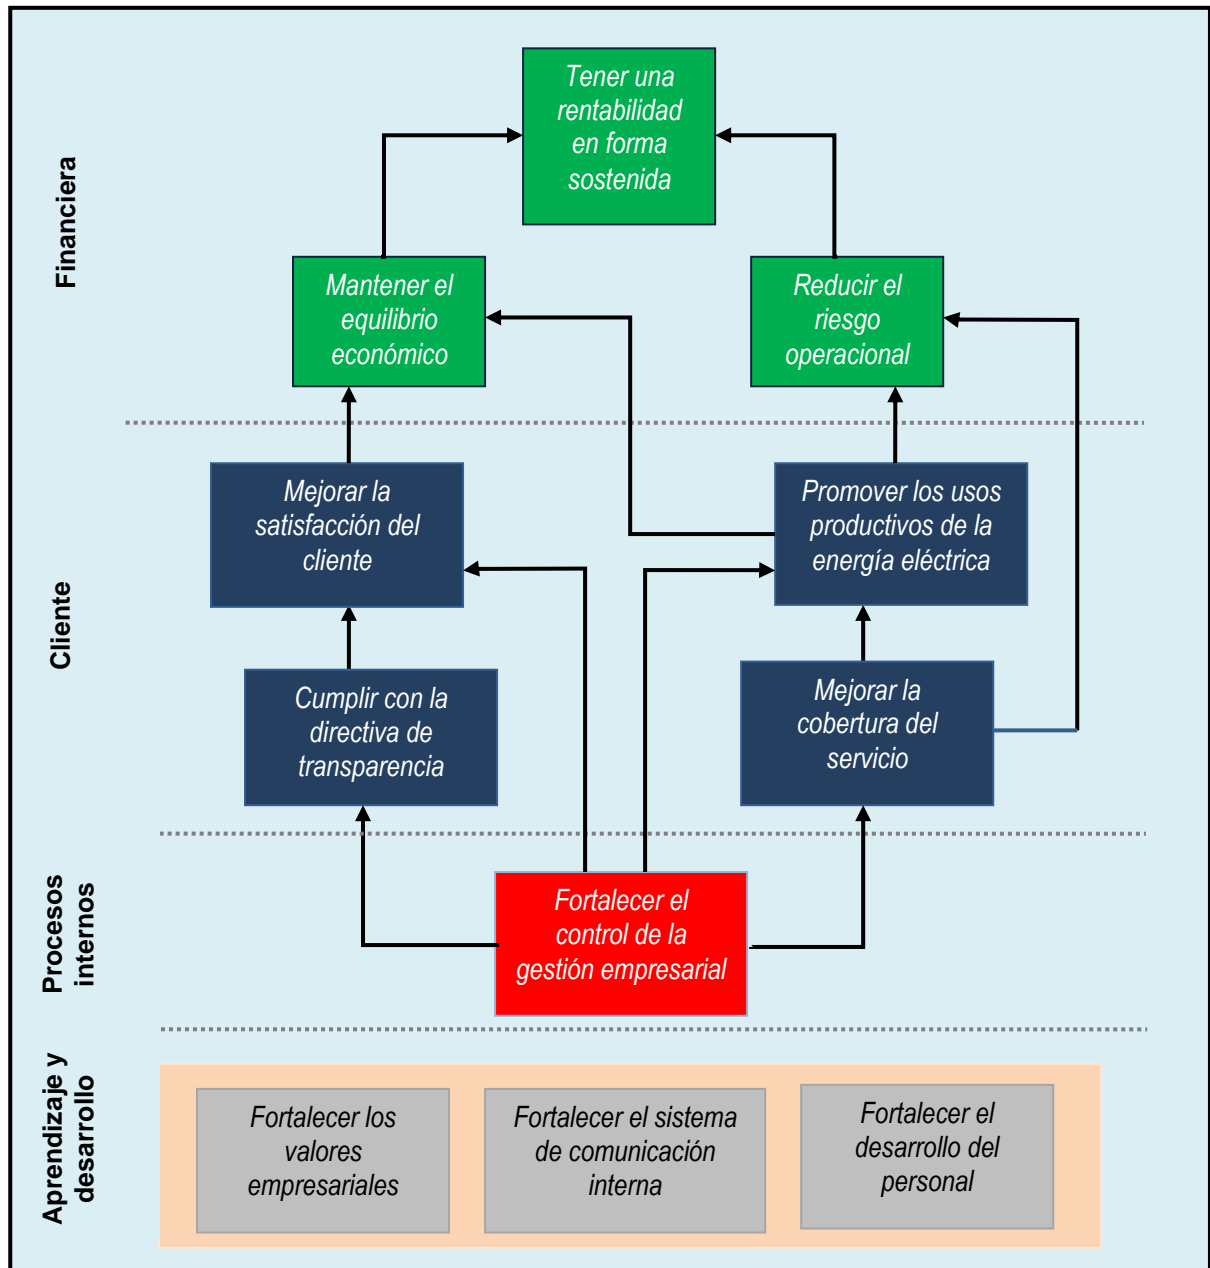 Financiera
Tener una
rentabilidad
en forma
sostenida
Mantener el
equilibrio
económico
Reducir el
riesgo
operacional
Cliente
Mejorar la
satisfacción del
cliente
Promover los usos
productivos de la
energía eléctrica
Cumplir con la
directiva de
transparencia
Mejorar la
cobertura del
servicio
Procesos
internos
Fortalecer el
control de la
gestión empresarial
Aprendizaje y
desarrollo
Fortalecer los
valores
empresariales
Fortalecer el sistema
de comunicación
interna
Fortalecer el
desarrollo del
personal